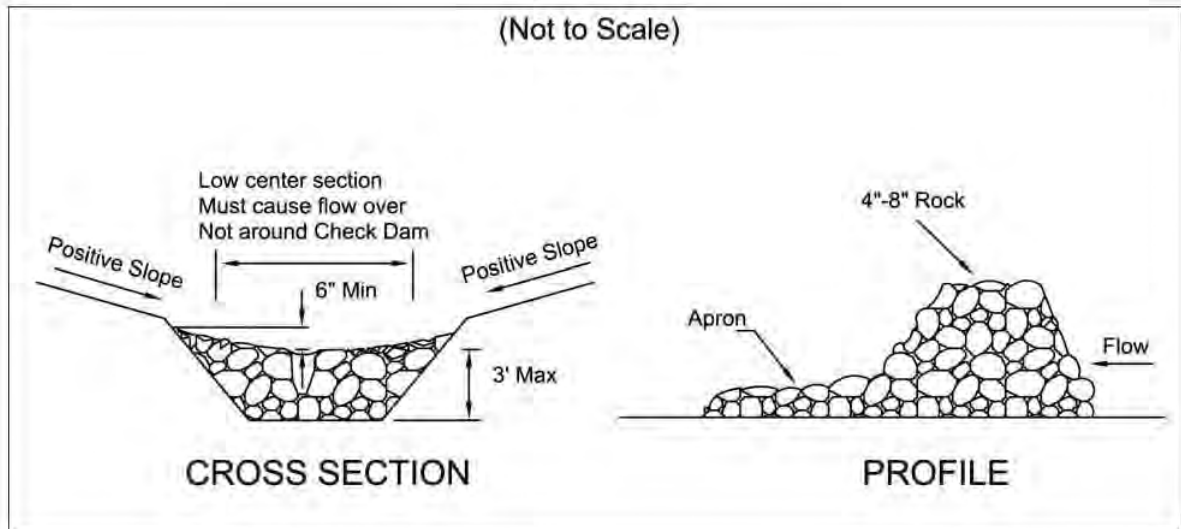 (Not to Scale)
Low center section
Must cause flow over
Not around Check Dam
Positive Slope
Positive Slope
6" Min
3' Max
CROSS SECTION
4"-8" Rock
Apron
Flow
PROFILE